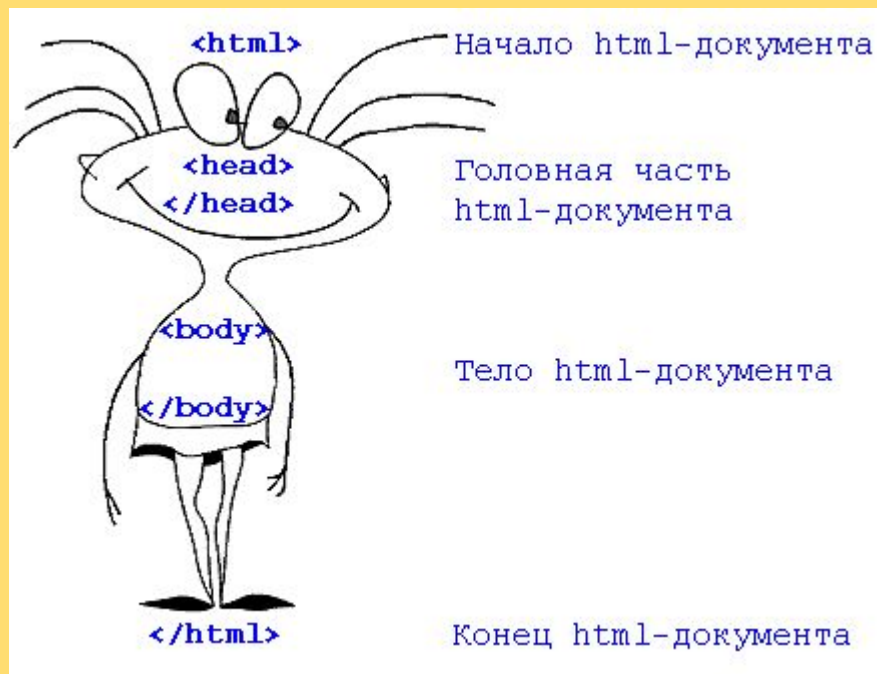 <html> Начало html-документа
<head> Головная часть
</head> html-документа
<body>
Тело html-документа
</body>
</html> Конец html-документа